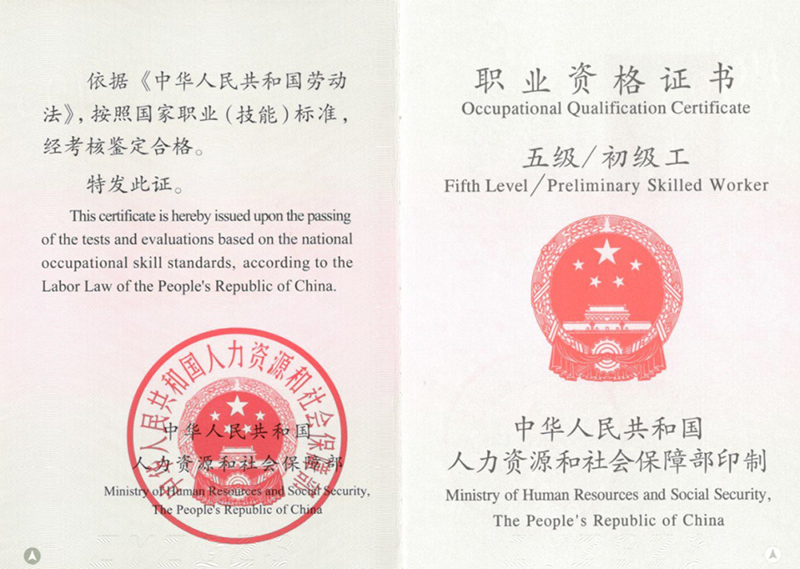 依据《中华人民共和国劳动
法》,按照国家职业(技能)标准,
经考核鉴定合格。
特发此证。
This certificate is hereby issued upon the passing
of the tests and evaluations based on the national
occupational skill standards, according to the
Labor Law of the People's Republic of China.
中华人民共和国人力资源和社会保障部
中华人民共和国
人力资源和社会保障部
Ministry of Human Resources and Social Security,
The People's Republic of China
职业资格证书
Occupational Qualification Certificate
五级/初级工
Fifth Level/Preliminary Skilled Worker
中华人民共和国
人力资源和社会保障部印制
Ministry of Human Resources and Social Security,
The People's Republic of China